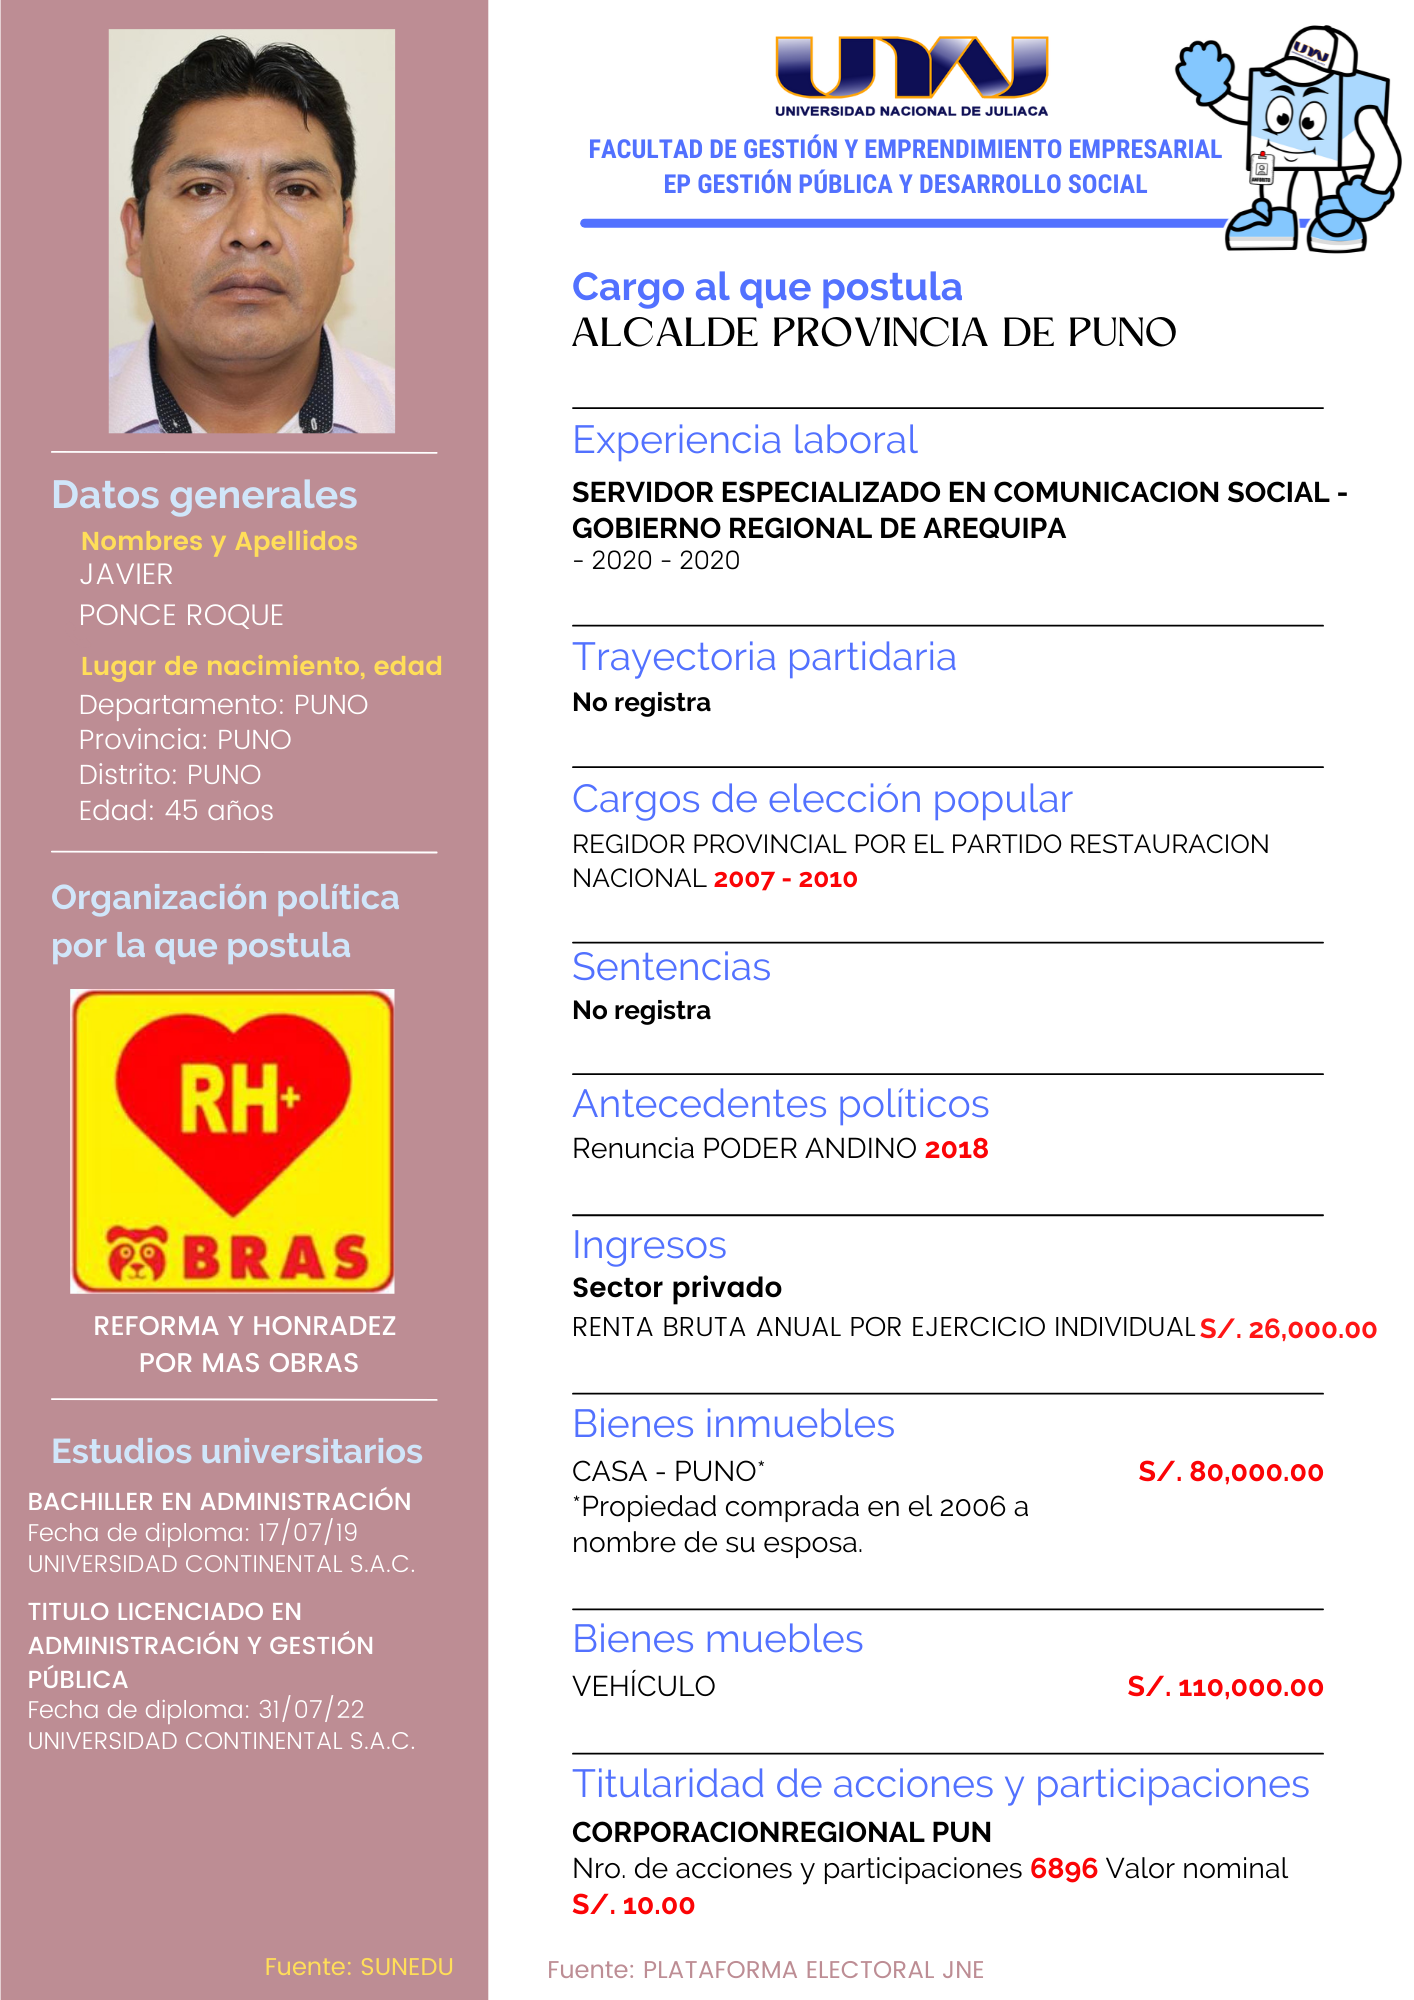 Datos generales
Nombres y Apellidos
JAVIER
PONCE ROQUE
Lugar de nacimiento, edad
Departamento: PUNO
Provincia: PUNO
Distrito: PUNO
Edad: 45 años
Organización política
por la que postula
RH+
OBRAS
REFORMA Y HONRADEZ
POR MAS OBRAS
Estudios universitarios
BACHILLER EN ADMINISTRACIÓN
Fecha de diploma: 17/07/19
UNIVERSIDAD CONTINENTAL S.A.C.
TITULO LICENCIADO EN
ADMINISTRACIÓN Y GESTIÓN
PÚBLICA
Fecha de diploma: 31/07/22
UNIVERSIDAD CONTINENTAL S.A.C.
Fuente: SUNEDU
UNAJ
UNIVERSIDAD NACIONAL DE JULIACA
FACULTAD DE GESTIÓN Y EMPRENDIMIENTO EMPRESARIAL
EP GESTIÓN PÚBLICA Y DESARROLLO SOCIAL
UNAJ
ANFORITO
Cargo al que postula
ALCALDE PROVINCIA DE PUNO
Experiencia laboral
SERVIDOR ESPECIALIZADO EN COMUNICACION SOCIAL -
GOBIERNO REGIONAL DE AREQUIPA
- 2020 - 2020
Trayectoria partidaria
No registra
Cargos de elección popular
REGIDOR PROVINCIAL POR EL PARTIDO RESTAURACION
NACIONAL 2007 - 2010
Sentencias
No registra
Antecedentes políticos
Renuncia PODER ANDINO 2018
Ingresos
Sector privado
RENTA BRUTA ANUAL POR EJERCICIO INDIVIDUAL S/. 26,000.00
Bienes inmuebles
CASA - PUNO* S/. 80,000.00
*Propiedad comprada en el 2006 a
nombre de su esposa.
Bienes muebles
VEHÍCULO S/. 110,000.00
Titularidad de acciones y participaciones
CORPORACIONREGIONAL PUN
Nro. de acciones y participaciones 6896 Valor nominal
S/. 10.00
Fuente: PLATAFORMA ELECTORAL JNE